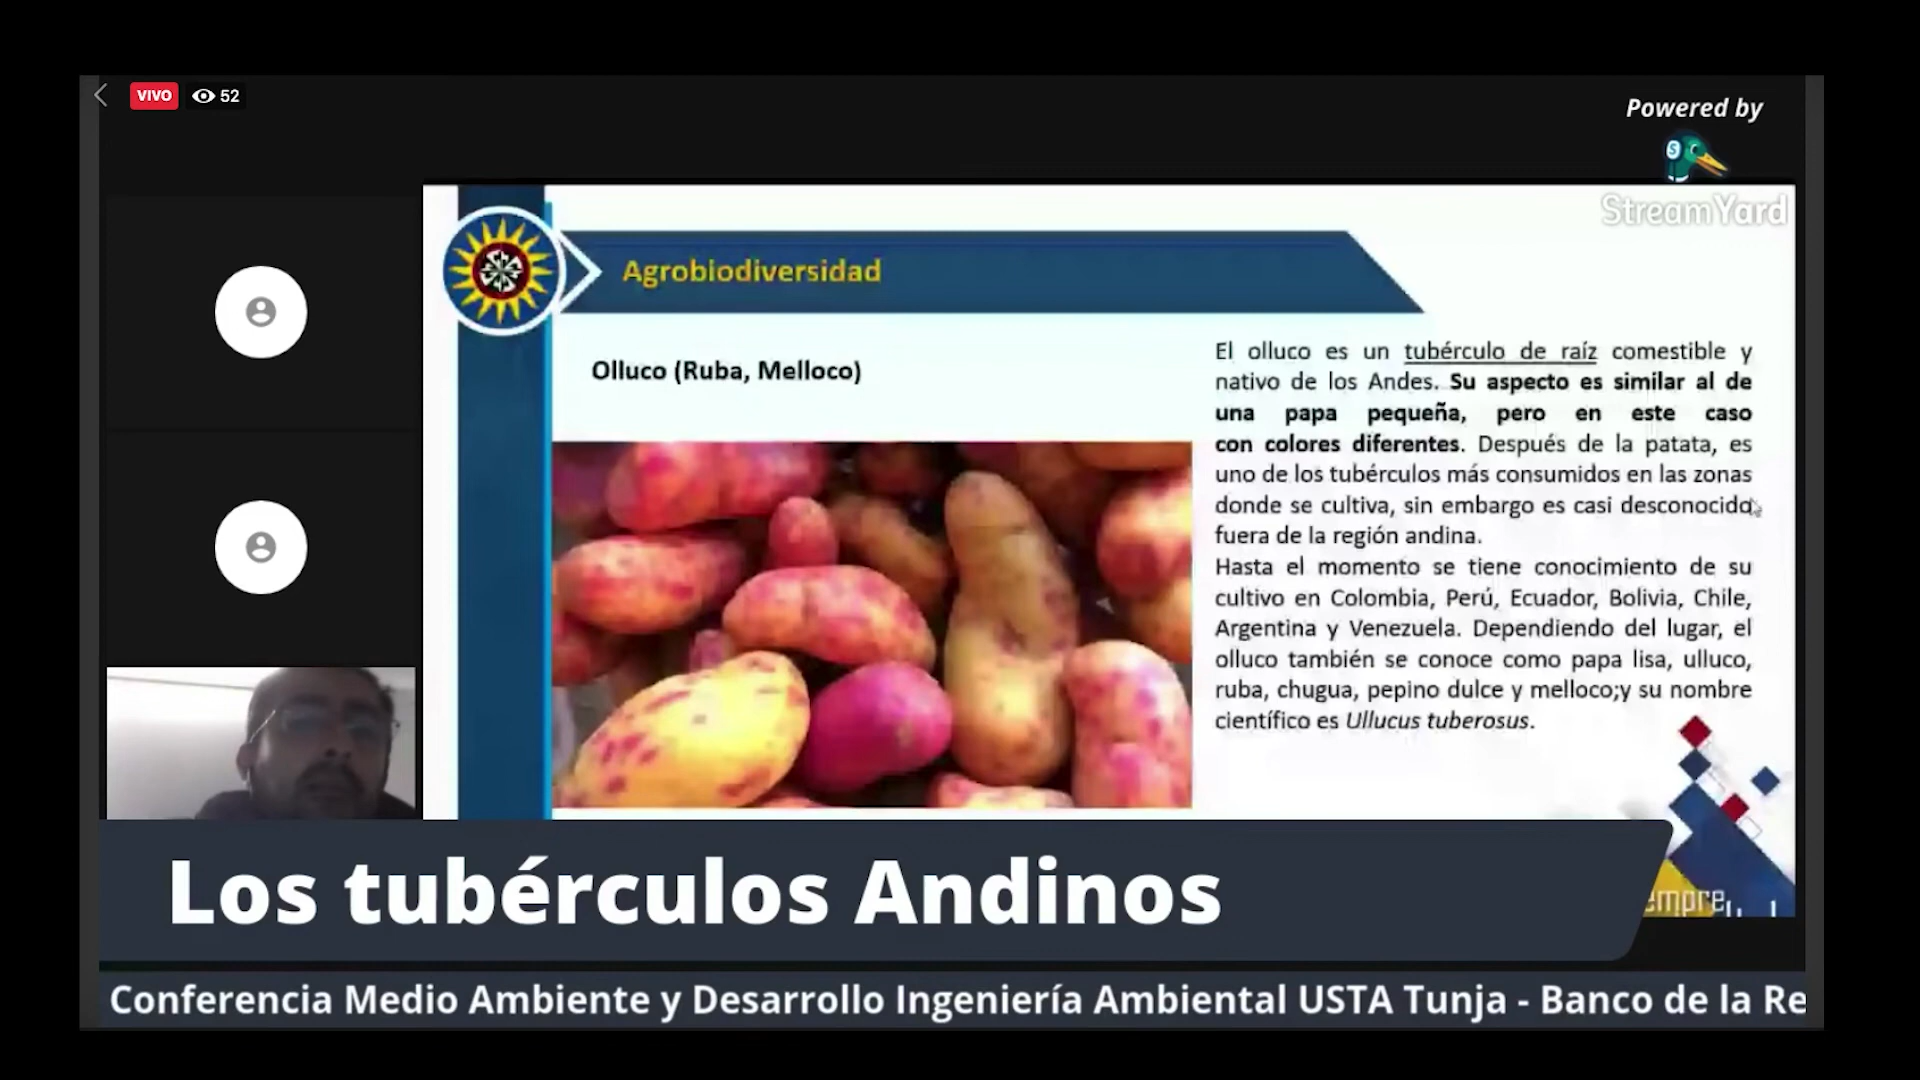 VIVO 52
Powered by
S
StreamYard
Agrobiodiversidad
Olluco (Ruba, Melloco)
El olluco es un tubérculo de raíz comestible y
nativo de los Andes. Su aspecto es similar al de
una papa pequeña, pero en este caso
con colores diferentes. Después de la patata, es
uno de los tubérculos más consumidos en las zonas
donde se cultiva, sin embargo es casi desconocido
fuera de la región andina.
Hasta el momento se tiene conocimiento de su
cultivo en Colombia, Perú, Ecuador, Bolivia, Chile,
Argentina y Venezuela. Dependiendo del lugar, el
olluco también se conoce como papa lisa, ulluco,
ruba, chugua, pepino dulce y melloco;y su nombre
científico es Ullucus tuberosus.
empre
Los tubérculos Andinos
Conferencia Medio Ambiente y Desarrollo Ingeniería Ambiental USTA Tunja - Banco de la Re